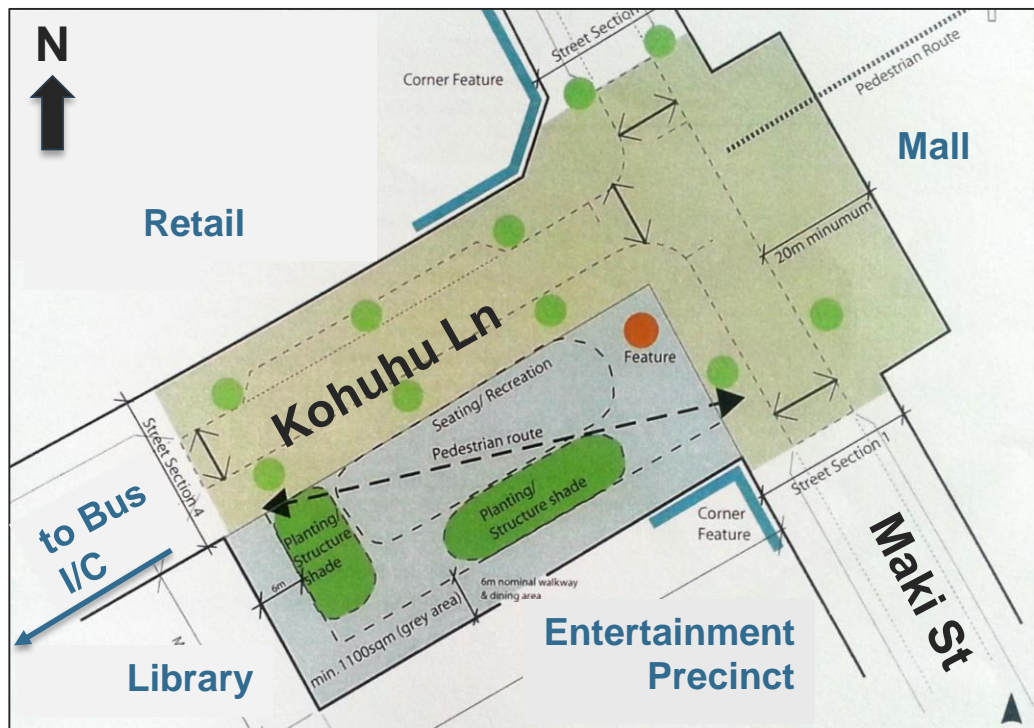 N
Street Section
Corner Feature
Pedestrian Route
Mall
Retail
20m minumum
Kohuhu Ln
Feature
Seating/ Recreation
Pedestrian route
Street Section 4
Street Section 1
to Bus
I/C
Planting/
Structure
shade
Planting/
Structure shade
Corner
Feature
6m
6m nominal walkway
& dining area
min. 1100sqm (grey area)
Maki St
Library
Entertainment
Precinct